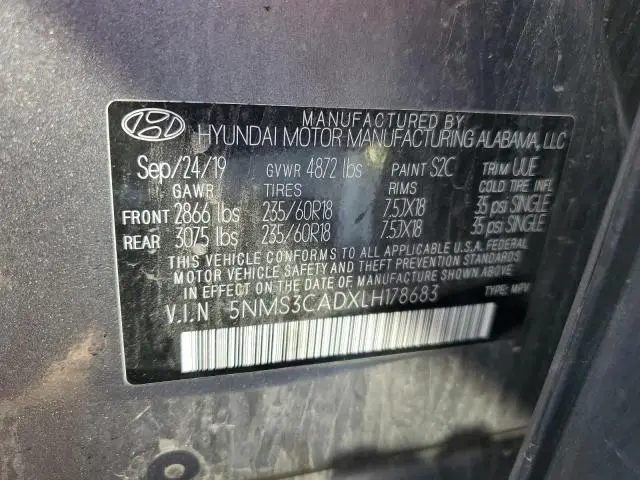 MANUFACTURED BY
HYUNDAI MOTOR MANUFACTURING ALABAMA, LLC
Sep/24/19 GVWR 4872 lbs PAINT S2C TRIM UUE
GAWR TIRES RIMS COLD TIRE INFL
FRONT 2866 lbs 235/60R18 7.5JX18 35 psi SINGLE
REAR 3075 lbs 235/60R18 7.5JX18 35 psi SINGLE
THIS VEHICLE CONFORMS TO ALL APPLICABLE U.S.A. FEDERAL
MOTOR VEHICLE SAFETY AND THEFT PREVENTION STANDARDS
IN EFFECT ON THE DATE OF MANUFACTURE SHOWN ABOVE.
V.I.N 5NMS3CADXLH178683 TYPE: MPV